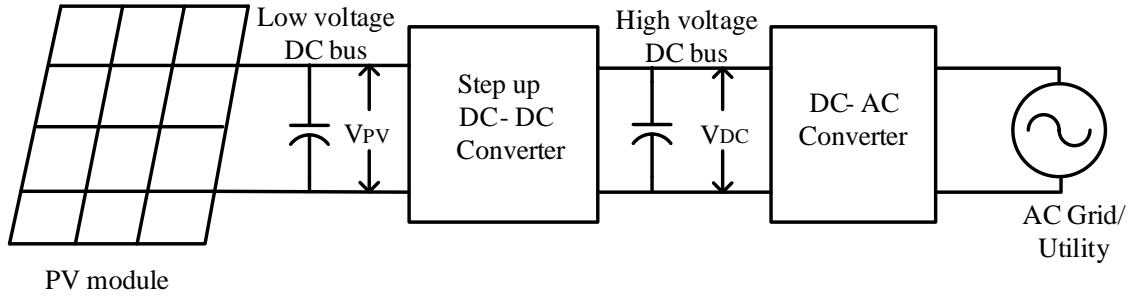 Low voltage
DC bus
High voltage
DC bus
Step up
DC- DC
Converter
DC- AC
Converter
VPV
VDC
AC Grid/
Utility
PV module